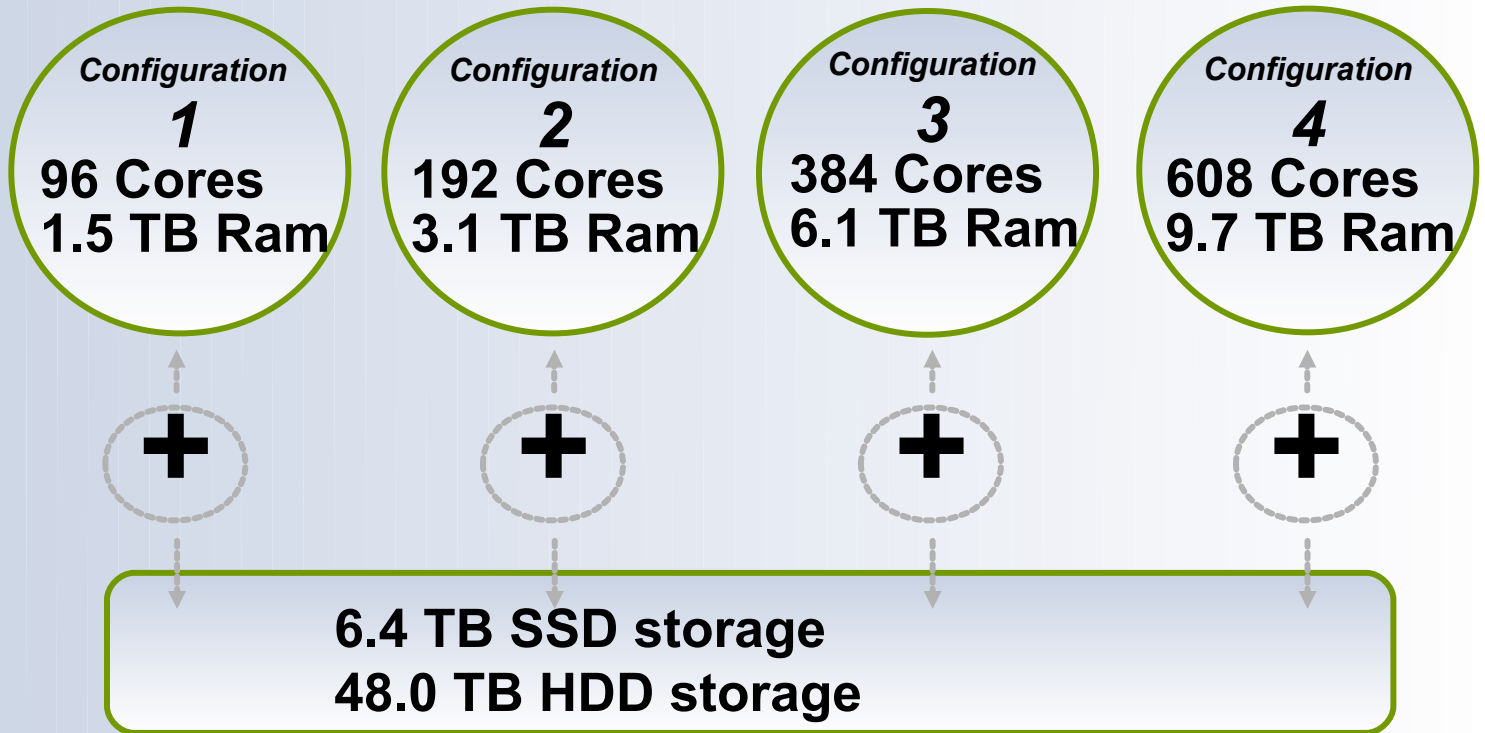 Configuration
1
96 Cores
1.5 TB Ram
Configuration
2
192 Cores
3.1 TB Ram
Configuration
3
384 Cores
6.1 TB Ram
Configuration
4
608 Cores
9.7 TB Ram
+
+
+
+
6.4 TB SSD storage
48.0 TB HDD storage